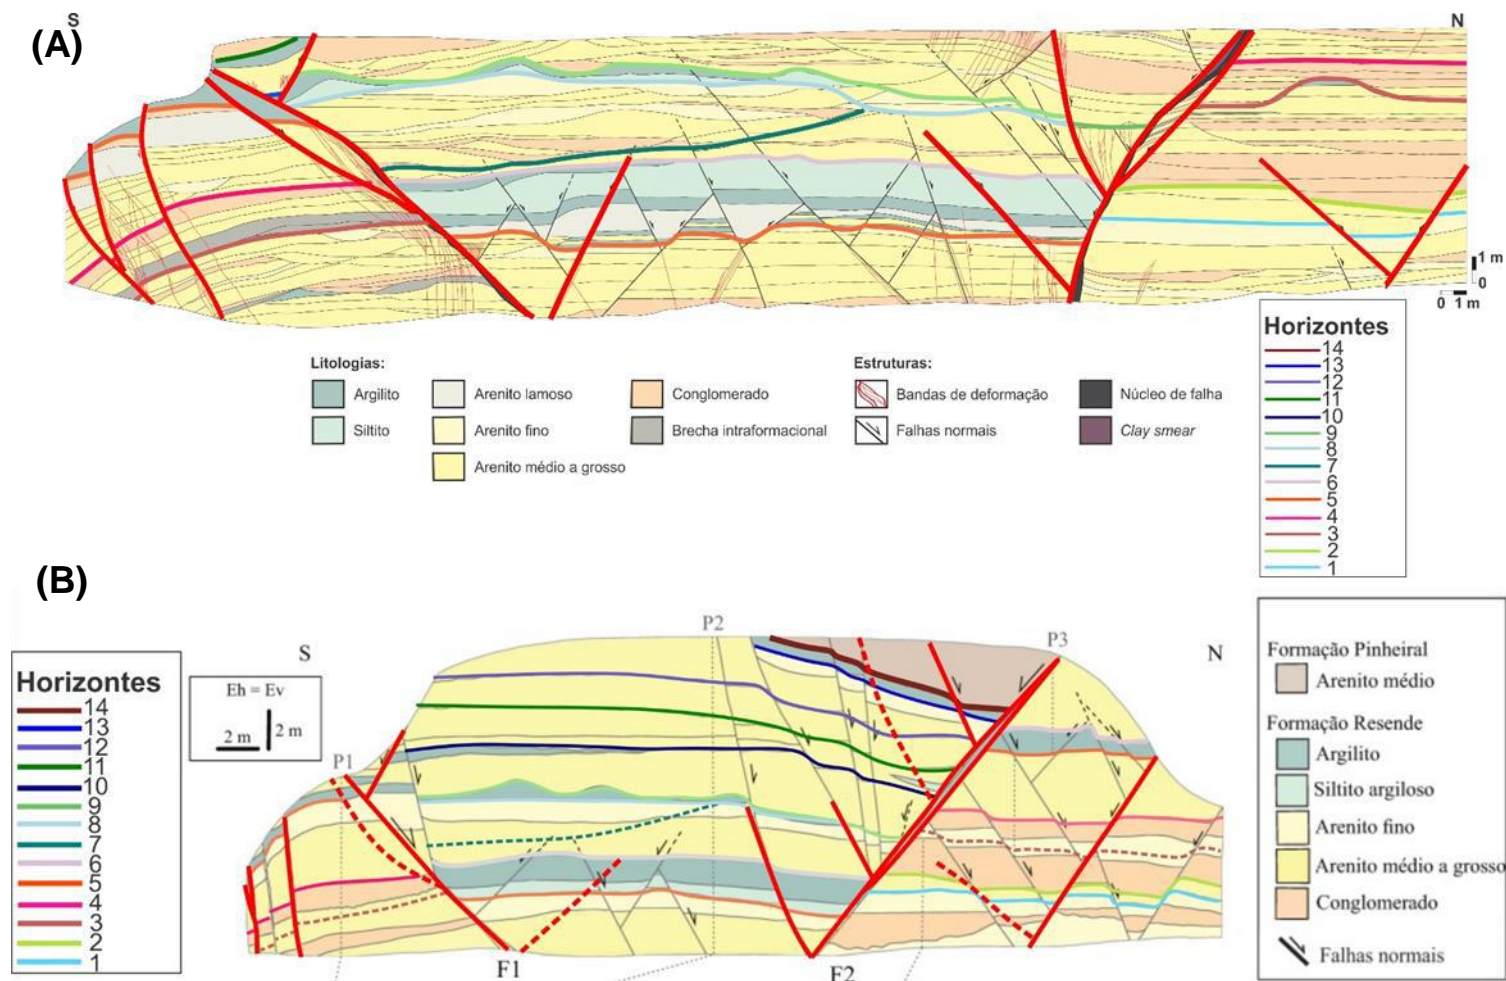 (A)
S
N
1 m
0
0 1 m
Litologias:
Argilito
Siltito
Arenito lamoso
Arenito fino
Arenito médio a grosso
Conglomerado
Brecha intraformacional
Estruturas:
Bandas de deformação
Falhas normais
Núcleo de falha
Clay smear
Horizontes
14
13
12
11
10
9
8
7
6
5
4
3
2
1
(B)
Horizontes
14
13
12
11
10
9
8
7
6
5
4
3
2
1
S
Eh = Ev
2 m
2 m
P1
P2
P3
N
F1
F2
Formação Pinheiral
Arenito médio
Formação Resende
Argilito
Siltito argiloso
Arenito fino
Arenito médio a grosso
Conglomerado
Falhas normais